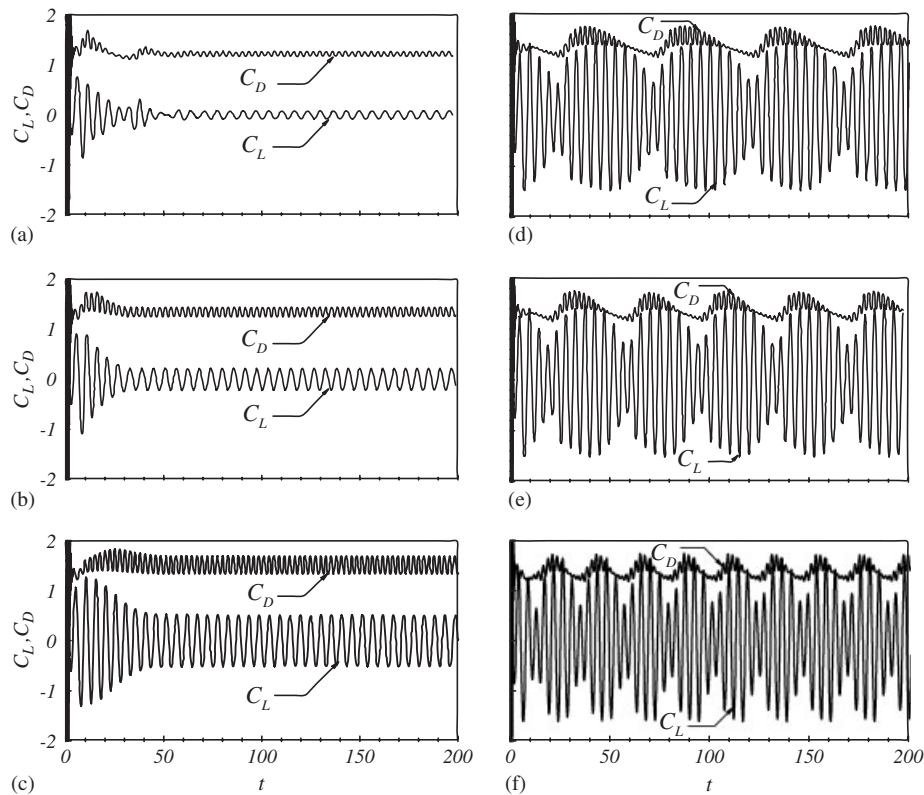 2
1
0
-1
-2
C_L, C_D
C_D
C_L
(a)
C_D
C_L
(d)
2
1
0
-1
-2
C_L, C_D
C_D
C_L
(b)
C_D
C_L
(e)
2
1
0
-1
-2
C_L, C_D
C_D
C_L
0 50 100 150 200
t
(c)
C_D
C_L
0 50 100 150 200
t
(f)